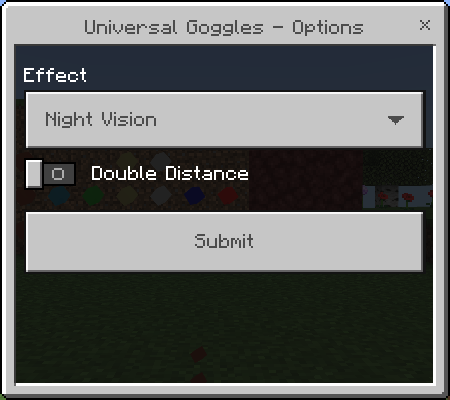 Universal Goggles - Options
Effect
Night Vision
Double Distance
Submit